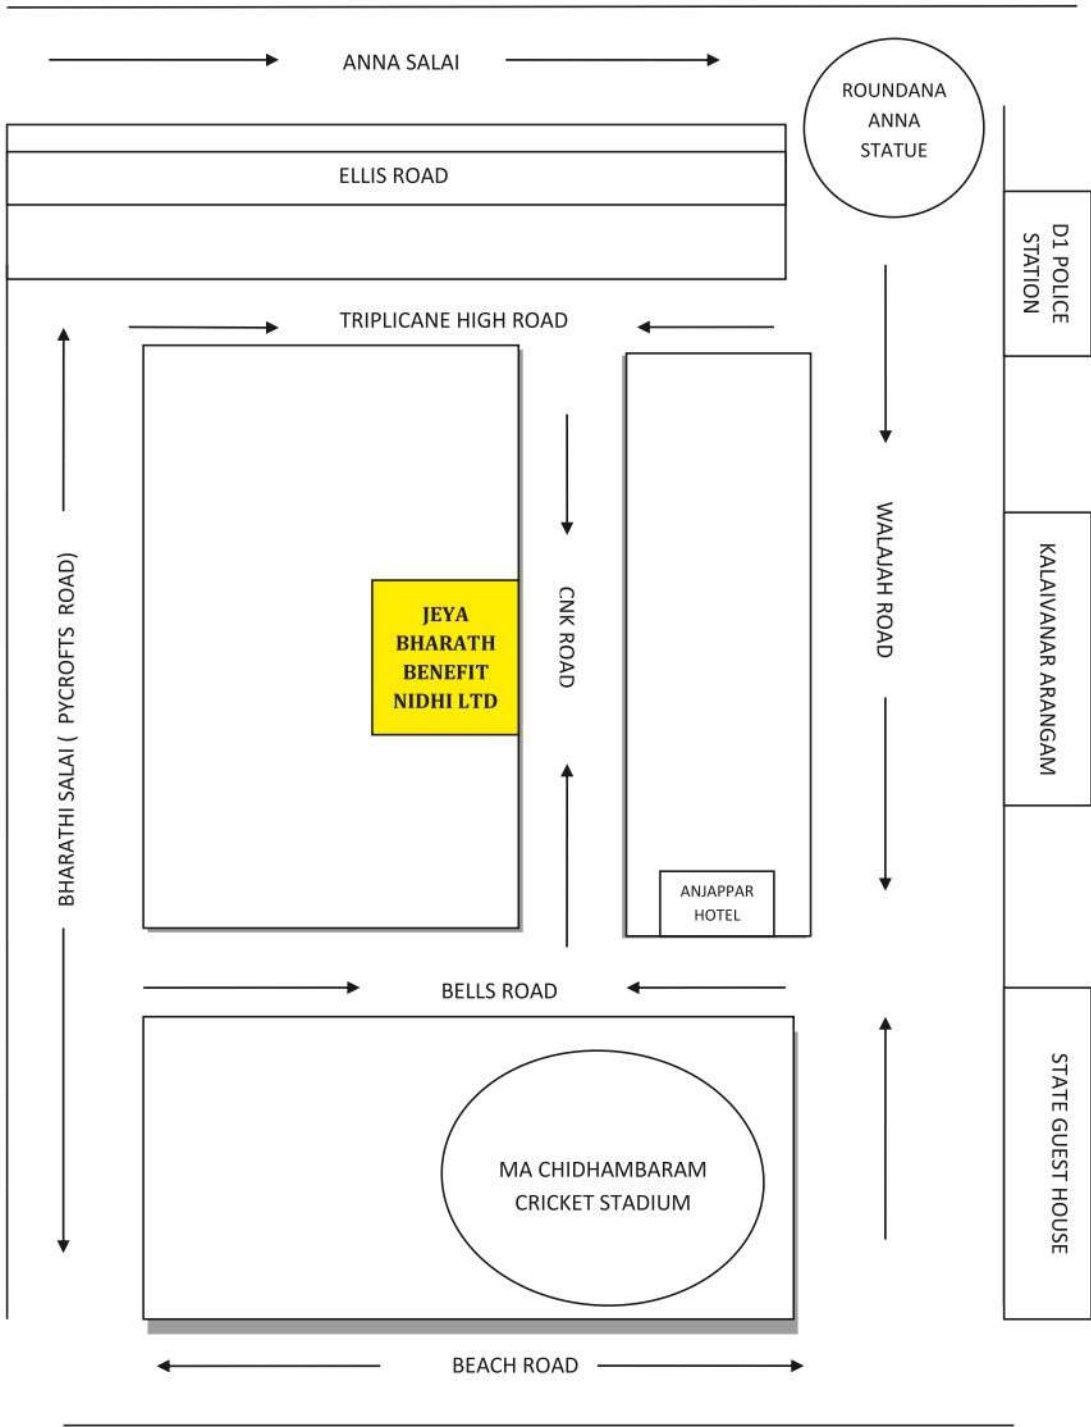 ANNA SALAI
ROUNDANA
ANNA
STATUE
ELLIS ROAD
D1 POLICE
STATION
TRIPLICANE HIGH ROAD
BHARATHI SALAI ( PYCROFTS ROAD)
JEYA
BHARATH
BENEFIT
NIDHI LTD
CNK ROAD
WALAJAH ROAD
KALAIVANAR ARANGAM
ANJAPPAR
HOTEL
BELLS ROAD
MA CHIDHAMBARAM
CRICKET STADIUM
STATE GUEST HOUSE
BEACH ROAD